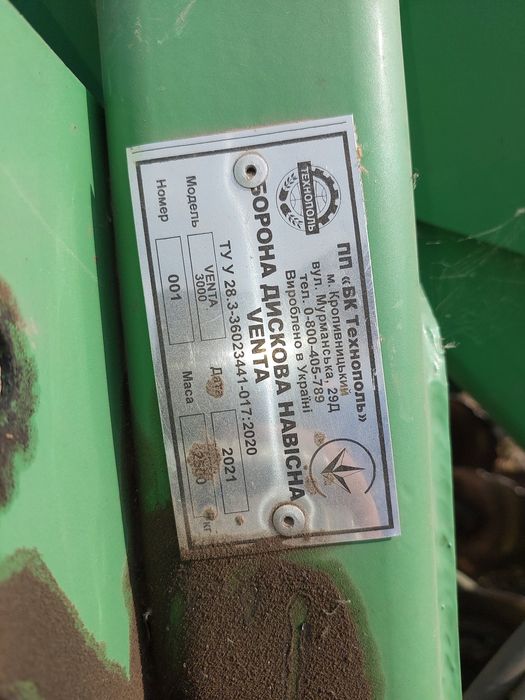 ТЕХНОПОЛЬ
ПП «БК Технополь»
м. Кропивницький
вул. Мурманська, 29Д
тел. 0-800-405-789
Вироблено в Україні
БОРОНА ДИСКОВА НАВІСНА
VENTA
ТУ У 28.3-36023441-017:2020
Модель VENTA 3000 Дата 2021
Номер 001 Маса кг